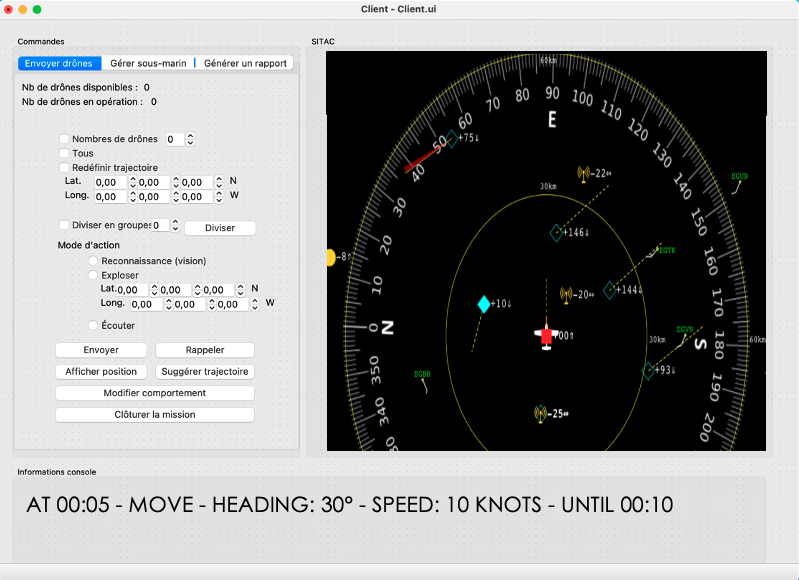 Client - Client.ui
Commandes
Envoyer drônes
Gérer sous-marin
Générer un rapport
Nb de drônes disponibles : 0
Nb de drônes en opération : 0
Nombres de drônes 0
Tous
Redéfinir trajectoire
Lat. 0,00 0,00 0,00 N
Long. 0,00 0,00 0,00 W
Diviser en groupes 0 Diviser
Mode d'action
Reconnaissance (vision)
Exploser
Lat. 0,00 0,00 0,00 N
Long. 0,00 0,00 0,00 W
Écouter
Envoyer Rappeler
Afficher position Suggérer trajectoire
Modifier comportement
Clôturer la mission
SITAC
60km
350
0
N
10
20
30
40
50
60
70
80
90
E
100
110
120
130
140
150
160
170
S
180
190
200
+75↓
-22⇔
EGUB
30km
+146↓
EGTK
-8↑
-20⇔
+144↓
+10↓
00↑
EGVN
30km
60km
+93↓
EGBB
-25⇔
Informations console
AT 00:05 - MOVE - HEADING: 30° - SPEED: 10 KNOTS - UNTIL 00:10